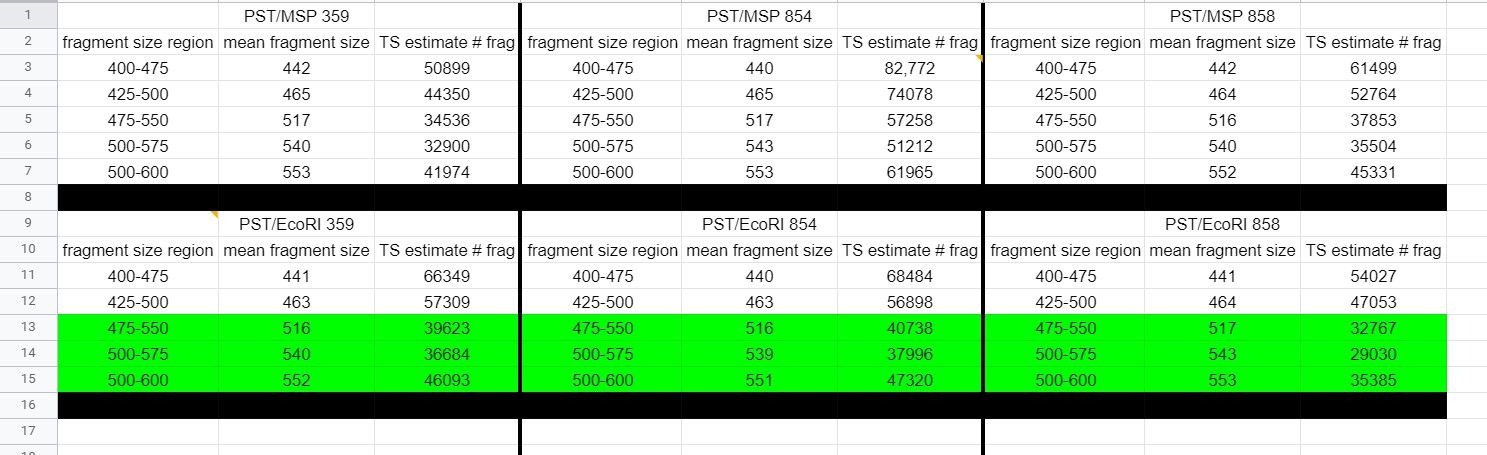 1 PST/MSP 359 PST/MSP 854 PST/MSP 858
2 fragment size region mean fragment size TS estimate # frag fragment size region mean fragment size TS estimate # frag fragment size region mean fragment size TS estimate # frag
3 400-475 442 50899 400-475 440 82,772 400-475 442 61499
4 425-500 465 44350 425-500 465 74078 425-500 464 52764
5 475-550 517 34536 475-550 517 57258 475-550 516 37853
6 500-575 540 32900 500-575 543 51212 500-575 540 35504
7 500-600 553 41974 500-600 553 61965 500-600 552 45331
8
9 PST/EcoRI 359 PST/EcoRI 854 PST/EcoRI 858
10 fragment size region mean fragment size TS estimate # frag fragment size region mean fragment size TS estimate # frag fragment size region mean fragment size TS estimate # frag
11 400-475 441 66349 400-475 440 68484 400-475 441 54027
12 425-500 463 57309 425-500 463 56898 425-500 464 47053
13 475-550 516 39623 475-550 516 40738 475-550 517 32767
14 500-575 540 36684 500-575 539 37996 500-575 543 29030
15 500-600 552 46093 500-600 551 47320 500-600 553 35385
16
17